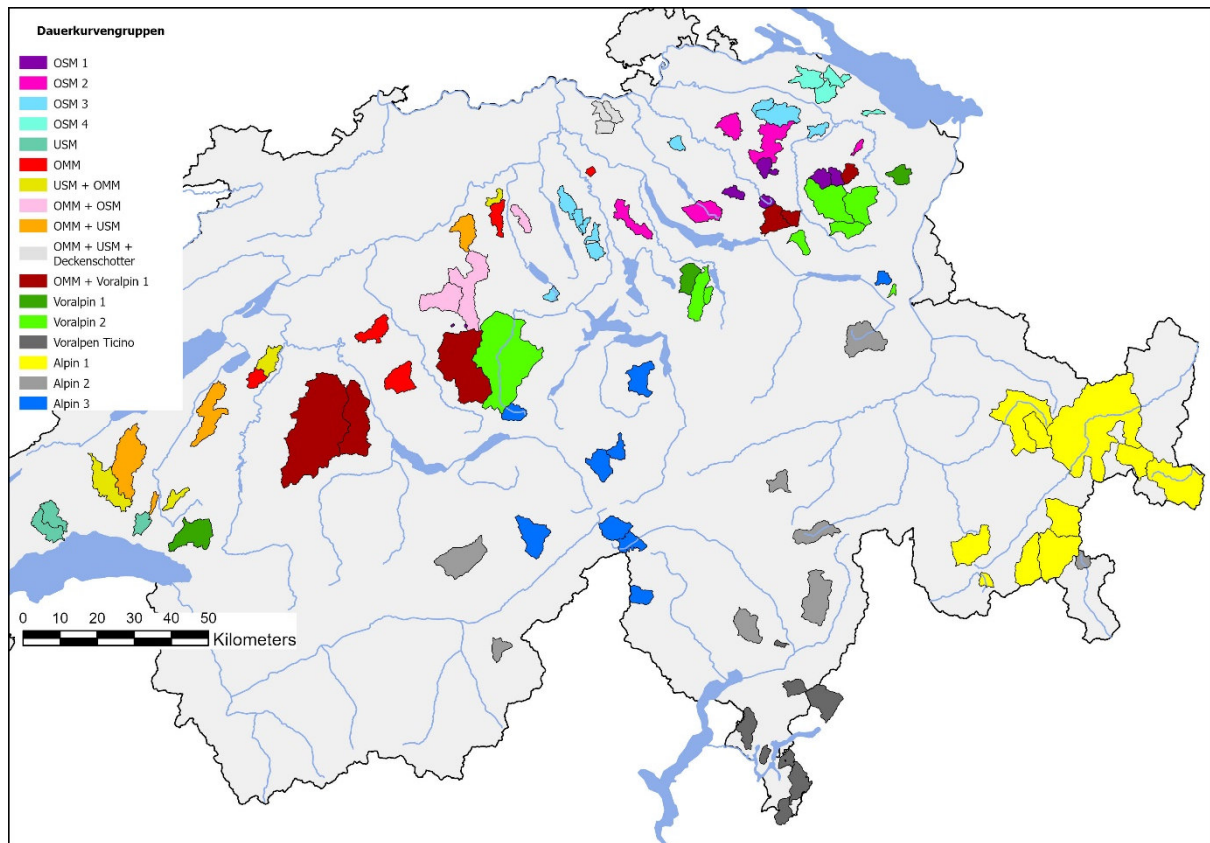 Dauerkurvengruppen
OSM 1
OSM 2
OSM 3
OSM 4
USM
OMM
USM + OMM
OMM + OSM
OMM + USM
OMM + USM +
Deckenschotter
OMM + Voralpin 1
Voralpin 1
Voralpin 2
Voralpen Ticino
Alpin 1
Alpin 2
Alpin 3
0 10 20 30 40 50
Kilometers